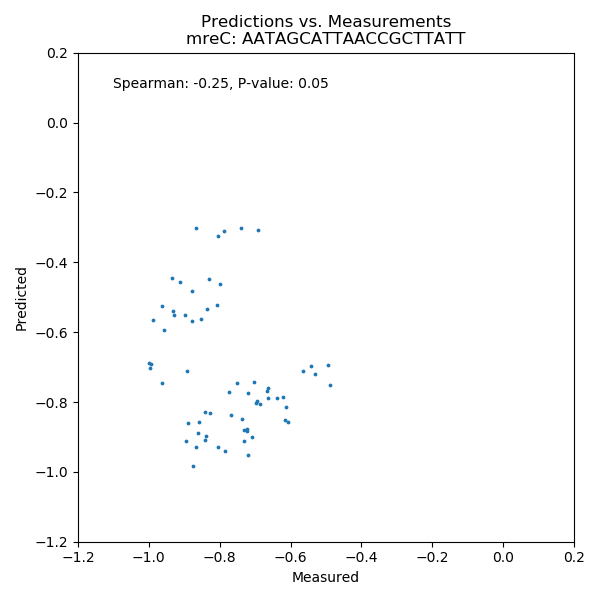 Predictions vs. Measurements
mreC: AATAGCATTAACCGCTTATT
Spearman: -0.25, P-value: 0.05
0.2
0.0
−0.2
−0.4
−0.6
−0.8
−1.0
−1.2
Predicted
−1.2 −1.0 −0.8 −0.6 −0.4 −0.2 0.0 0.2
Measured